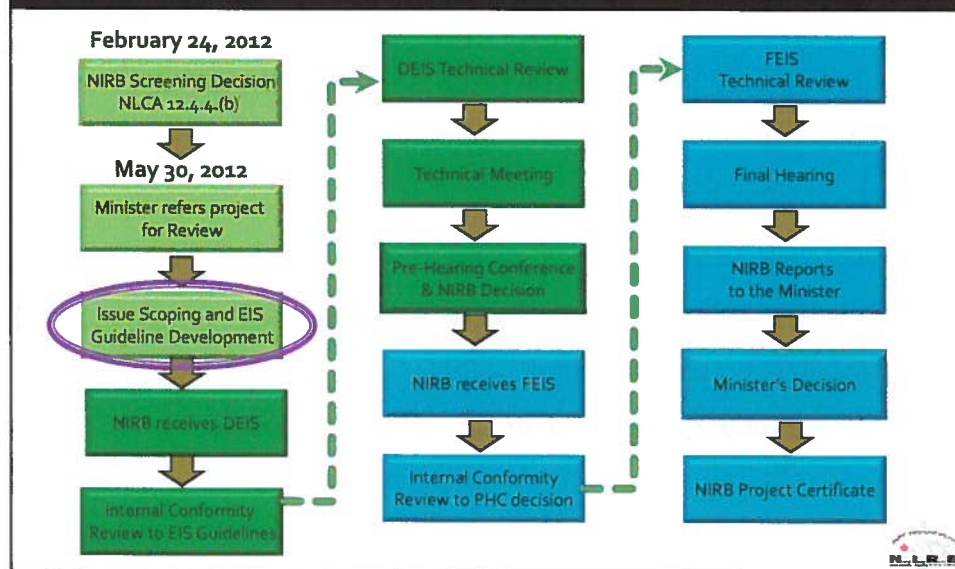 February 24, 2012
NIRB Screening Decision
NLCA 12.4.4.(b)
May 30, 2012
Minister refers project
for Review
Issue Scoping and EIS
Guideline Development
NIRB receives DEIS
Internal Conformity
Review to EIS Guidelines
DEIS Technical Review
Technical Meeting
Pre-Hearing Conference
& NIRB Decision
NIRB receives FEIS
Internal Conformity
Review to PHC decision
FEIS
Technical Review
Final Hearing
NIRB Reports
to the Minister
Minister's Decision
NIRB Project Certificate